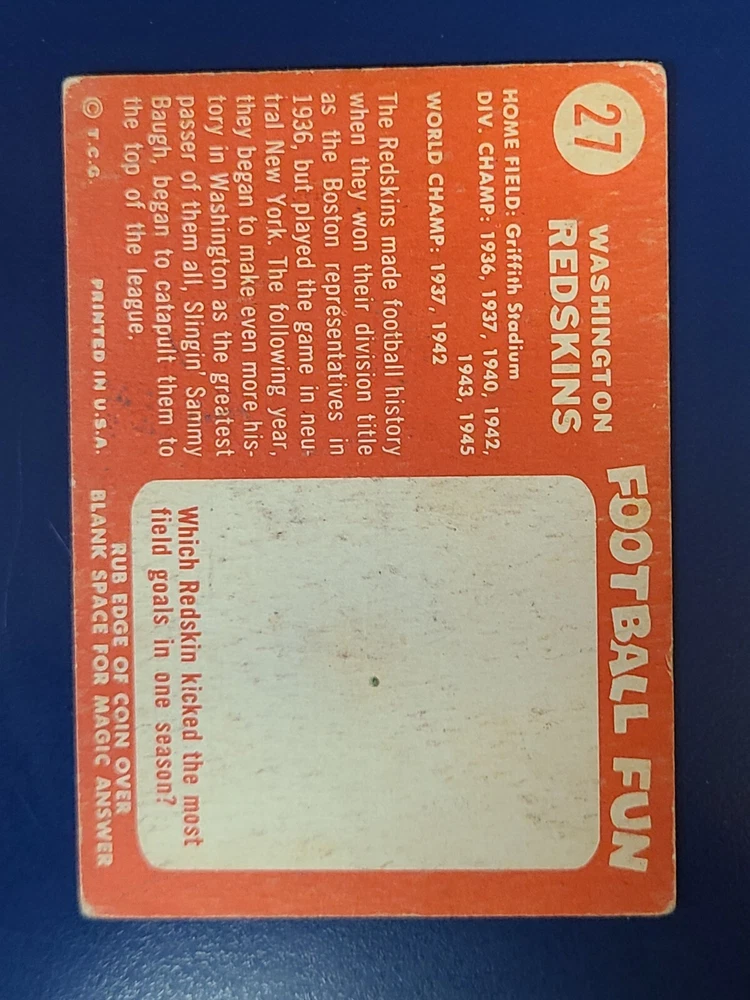 27
WASHINGTON
REDSKINS
FOOTBALL FUN
HOME FIELD: Griffith Stadium
DIV. CHAMP: 1936, 1937, 1940, 1942,
1943, 1945
WORLD CHAMP: 1937, 1942
The Redskins made football history
when they won their division title
as the Boston representatives in
1936, but played the game in neu-
tral New York. The following year,
they began to make even more his-
tory in Washington as the greatest
passer of them all, Slingin' Sammy
Baugh, began to catapult them to
the top of the league.
© T.C.G.
PRINTED IN U.S.A.
Which Redskin kicked the most
field goals in one season?
RUB EDGE OF COIN OVER
BLANK SPACE FOR MAGIC ANSWER